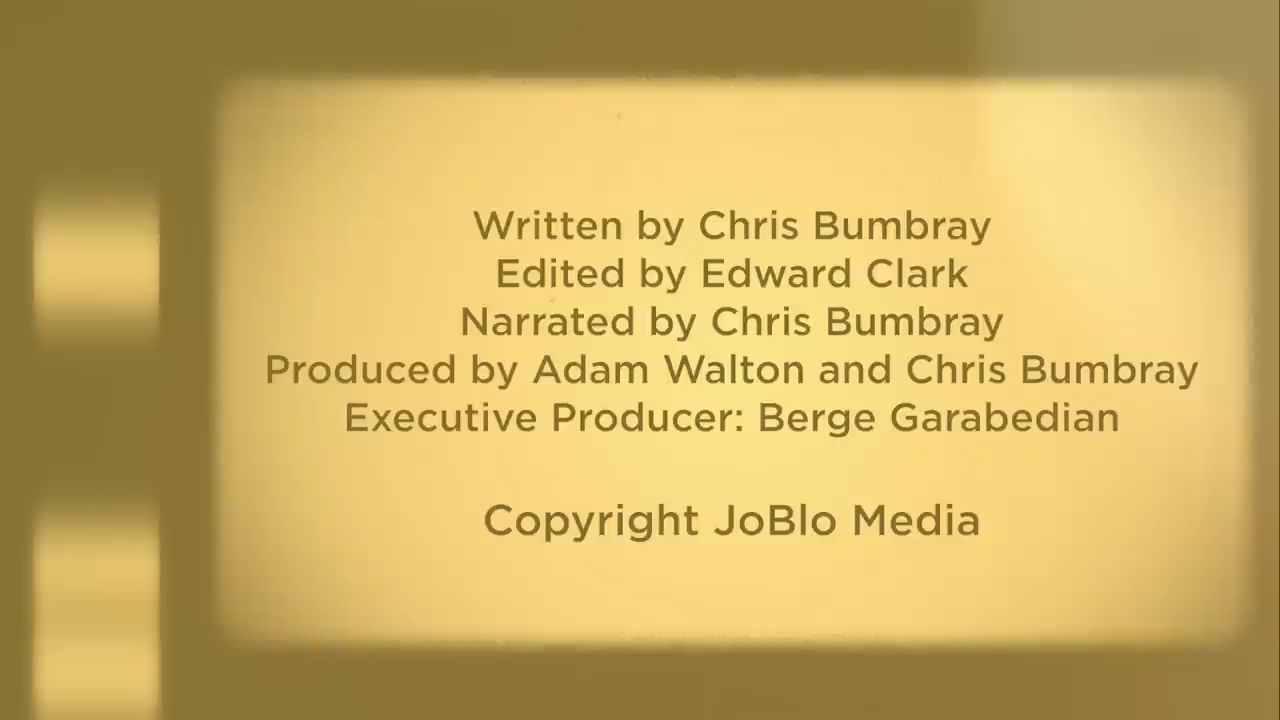 Written by Chris Bumbray
Edited by Edward Clark
Narrated by Chris Bumbray
Produced by Adam Walton and Chris Bumbray
Executive Producer: Berge Garabedian
Copyright JoBlo Media